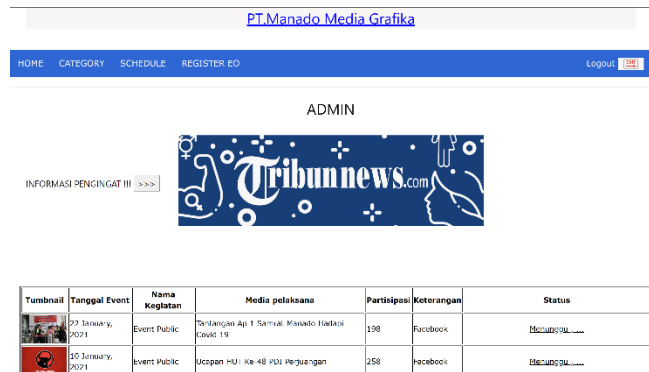 PT.Manado Media Grafika
HOME CATEGORY SCHEDULE REGISTER EO Logout EXIT
ADMIN
Tribunnews.com
INFORMASI PENGINGAT !!! >>>
Tumbnail Tanggal Event Nama Kegiatan Media pelaksana Partisipasi Keterangan Status
22 January, 2021 Event Public Tantangan Ap 1 Samrat Manado Hadapi Covid 19 198 Facebook Menunggu , ....
10 January, 2021 Event Public Ucapan HUT Ke-48 PDI Perjuangan 258 Facebook Menunggu , ....